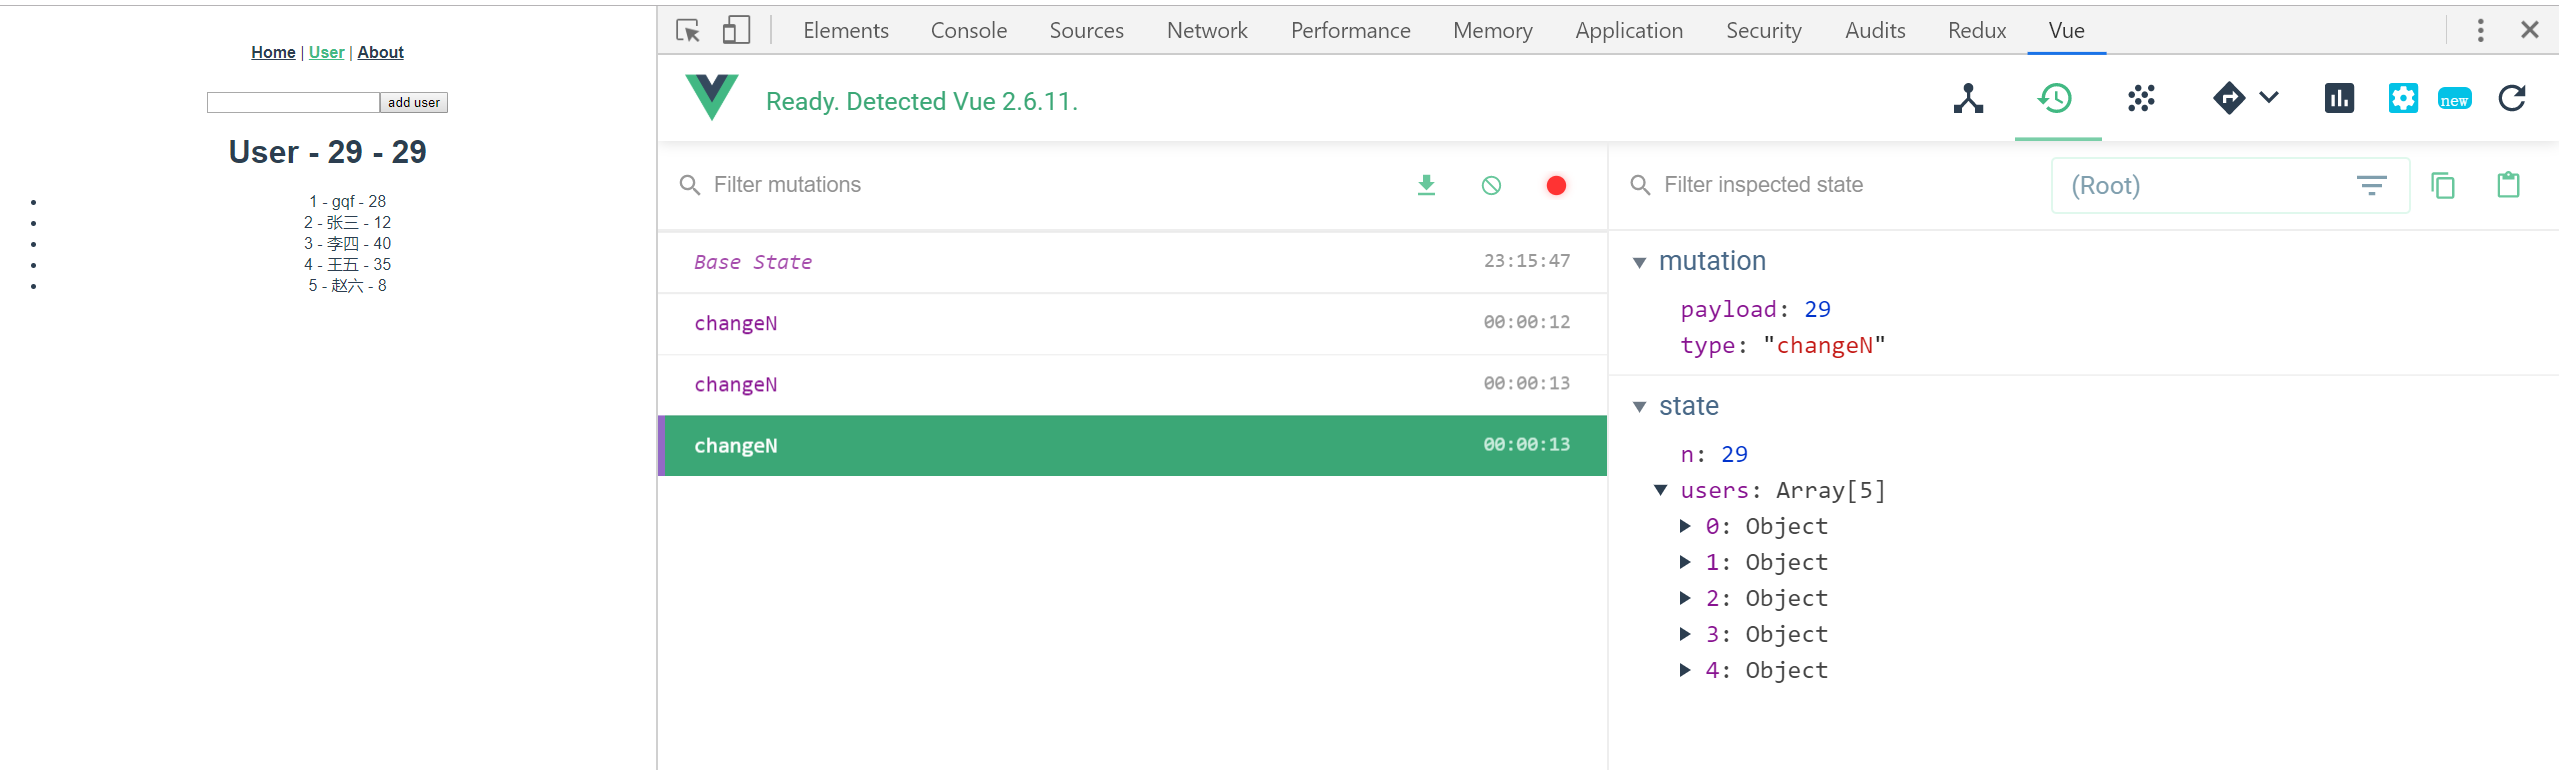 Home | User | About
add user
User - 29 - 29
1 - gqf - 28
2 - 张三 - 12
3 - 李四 - 40
4 - 王五 - 35
5 - 赵六 - 8
Elements Console Sources Network Performance Memory Application Security Audits Redux Vue
Ready. Detected Vue 2.6.11.
new
Filter mutations
Base State 23:15:47
changeN 00:00:12
changeN 00:00:13
changeN 00:00:13
Filter inspected state
(Root)
mutation
payload: 29
type: "changeN"
state
n: 29
users: Array[5]
0: Object
1: Object
2: Object
3: Object
4: Object